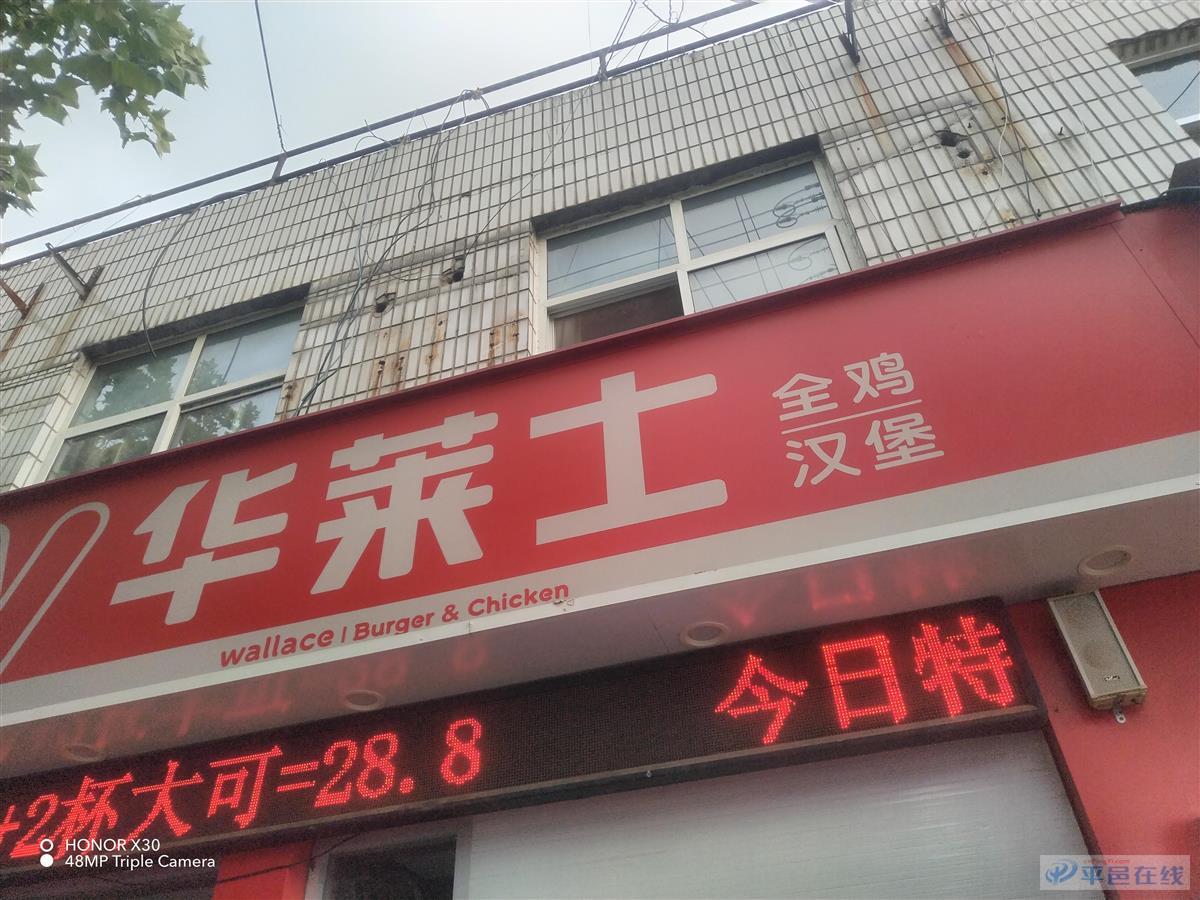 华莱士
全鸡
汉堡
wallace | Burger & Chicken
+2杯大可=28.8 今日特
HONOR X30
48MP Triple Camera
平邑在线